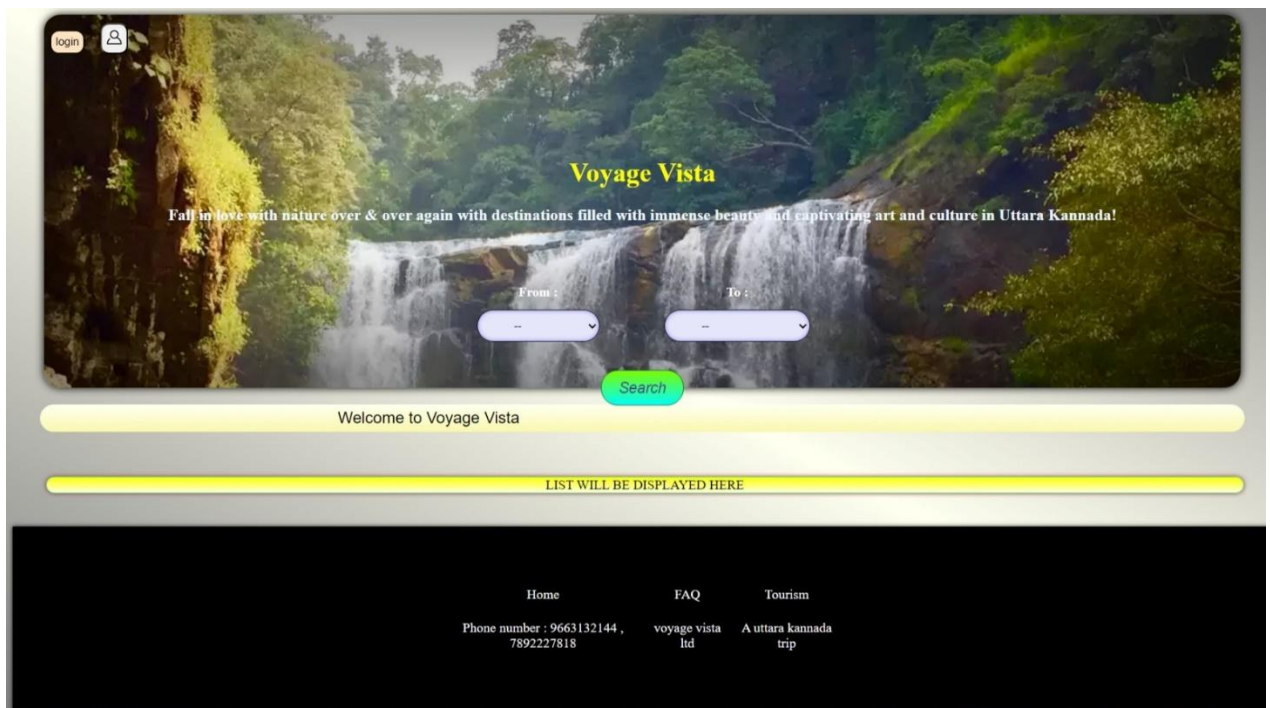 login
Voyage Vista
Fall in love with nature over & over again with destinations filled with immense beauty and captivating art and culture in Uttara Kannada!
From : To :
-- --
Search
Welcome to Voyage Vista
LIST WILL BE DISPLAYED HERE
Home FAQ Tourism
Phone number : 9663132144 , voyage vista A uttara kannada
7892227818 ltd trip